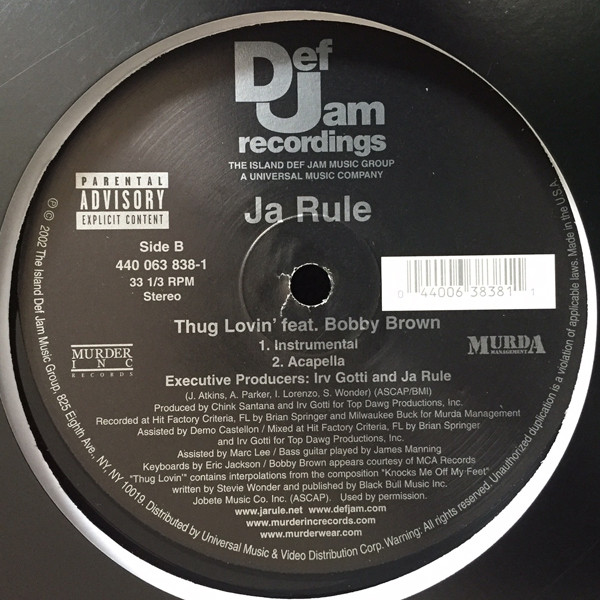 Def Jam
recordings
THE ISLAND DEF JAM MUSIC GROUP
A UNIVERSAL MUSIC COMPANY
PARENTAL
ADVISORY
EXPLICIT CONTENT
Ja Rule
Side B
440 063 838-1
33 1/3 RPM
Stereo
0 44006 38381 1
Thug Lovin' feat. Bobby Brown
1. Instrumental
2. Acapella
MURDER
INC
RECORDS
MURDA
MANAGEMENT
Executive Producers: Irv Gotti and Ja Rule
(J. Atkins, A. Parker, I. Lorenzo, S. Wonder) (ASCAP/BMI)
Produced by Chink Santana and Irv Gotti for Top Dawg Productions, Inc.
Recorded at Hit Factory Criteria, FL by Brian Springer and Milwaukee Buck for Murda Management
Assisted by Demo Castellon / Mixed at Hit Factory Criteria, FL by Brian Springer
and Irv Gotti for Top Dawg Productions, Inc.
Assisted by Marc Lee / Bass guitar played by James Manning
Keyboards by Eric Jackson / Bobby Brown appears courtesy of MCA Records
"Thug Lovin'" contains interpolations from the composition "Knocks Me Off My Feet"
written by Stevie Wonder and published by Black Bull Music Inc.
Jobete Music Co. Inc. (ASCAP). Used by permission.
www.jarule.net www.defjam.com
www.murderincrecords.com
www.murderwear.com
℗ © 2002 The Island Def Jam Music Group, 825 Eighth Ave., NY, NY 10019. Distributed by Universal Music & Video Distribution Corp. Warning: All rights reserved. Unauthorized duplication is a violation of applicable laws. Made in the U.S.A.